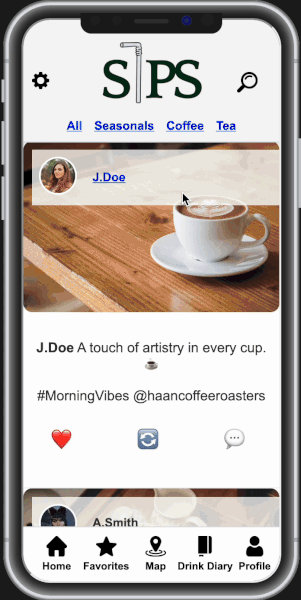 SIPS
All Seasonals Coffee Tea
J.Doe
J.Doe A touch of artistry in every cup.
☕
#MorningVibes @haancoffeeroasters
A.Smith
Home Favorites Map Drink Diary Profile